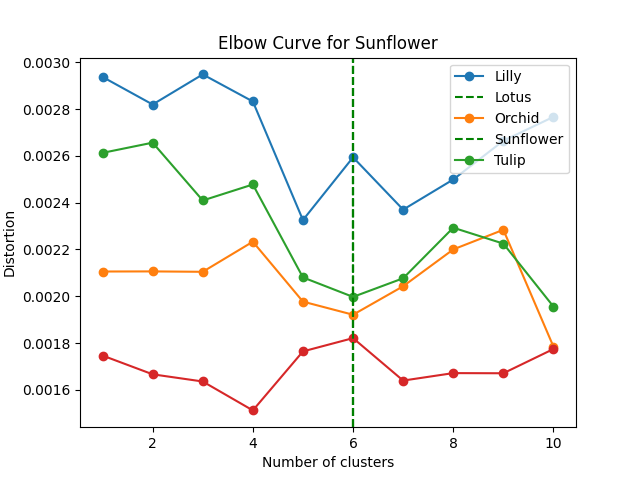 Elbow Curve for Sunflower
0.0030
0.0028
0.0026
0.0024
0.0022
0.0020
0.0018
0.0016
Distortion
Lilly
Lotus
Orchid
Sunflower
Tulip
2
4
6
8
10
Number of clusters